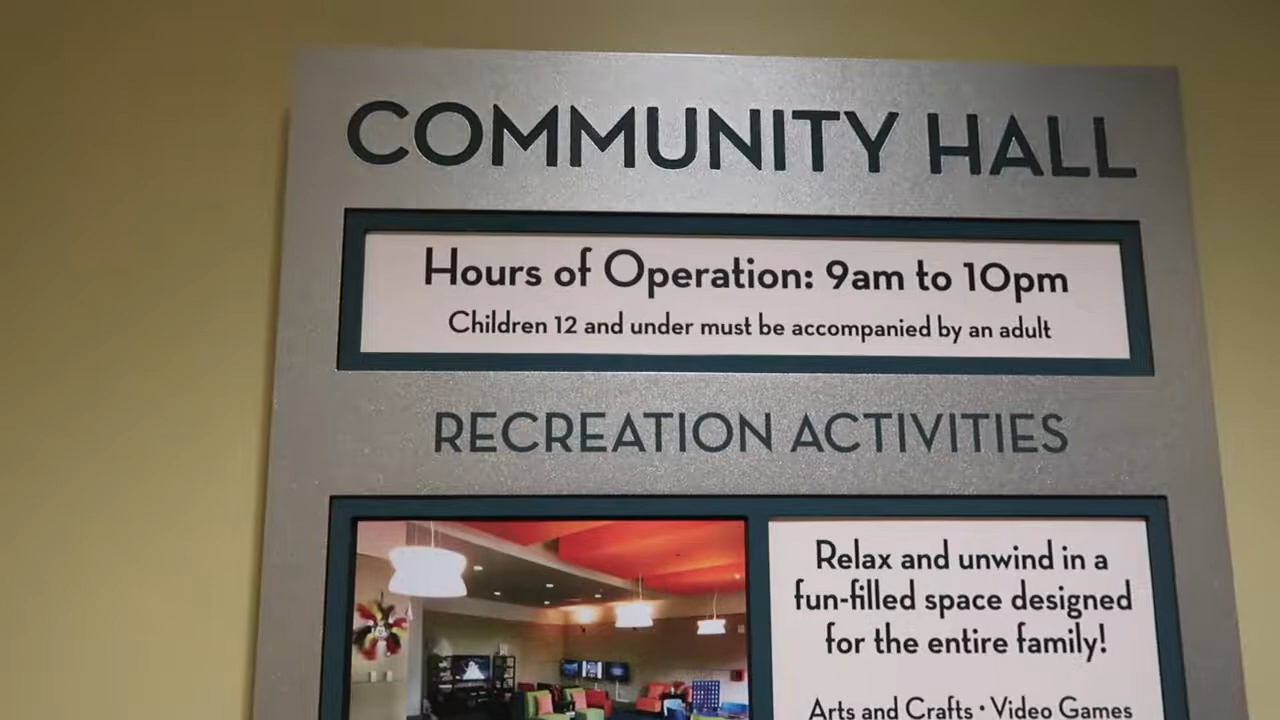 COMMUNITY HALL
Hours of Operation: 9am to 10pm
Children 12 and under must be accompanied by an adult
RECREATION ACTIVITIES
Relax and unwind in a
fun-filled space designed
for the entire family!
Arts and Crafts • Video Games